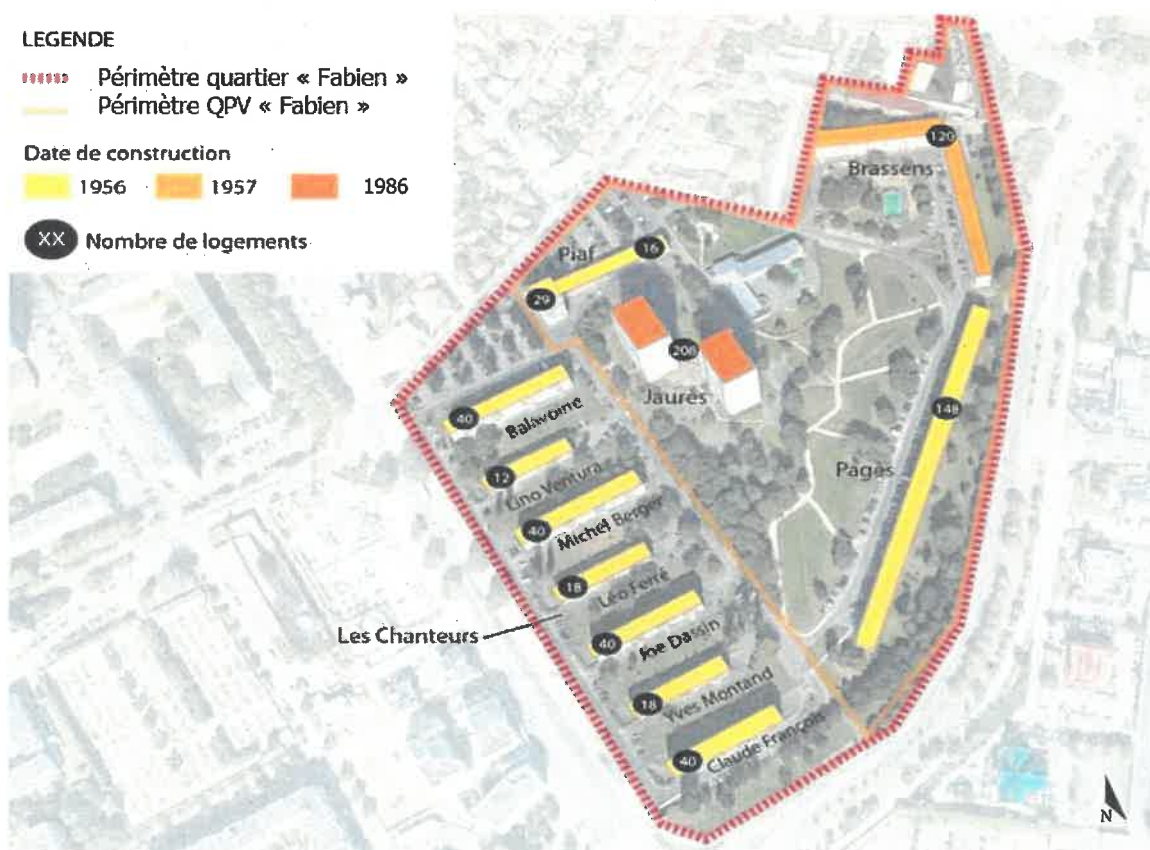 LEGENDE
Périmètre quartier « Fabien »
Périmètre QPV « Fabien »
Date de construction
1956 1957 1986
XX Nombre de logements
120
Brassens
Piaf
16
29
208
Jaurès
148
Pagès
40
Balavoine
12
Lino Ventura
40
Michel Berger
18
Léo Ferré
Les Chanteurs
40
Joe Dassin
18
Yves Montand
40
Claude François
N